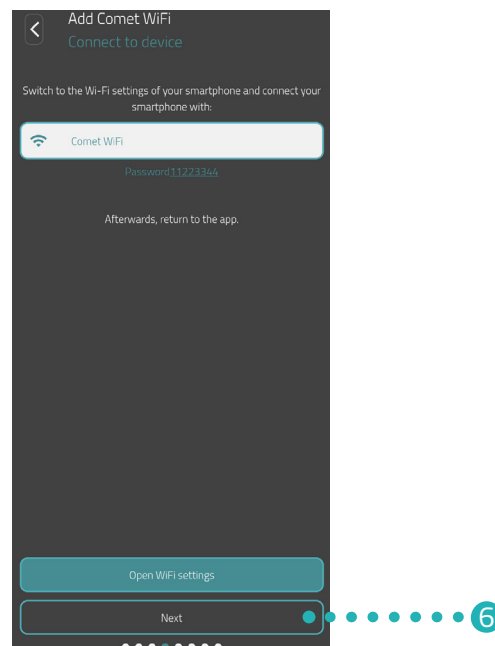 Add Comet WiFi
Connect to device
Switch to the Wi-Fi settings of your smartphone and connect your
smartphone with:
Comet WiFi
Password11223344
Afterwards, return to the app.
Open WiFi settings
Next
6